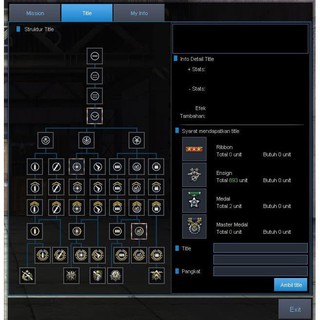 Mission
Title
My Info
Struktur Title
Info Detail Title
+ Stats:
- Stats:
Efek
Tambahan:
Syarat mendapatkan title
Ribbon
Total 0 unit Butuh 0 unit
Ensign
Total 893 unit Butuh 0 unit
Medal
Total 2 unit Butuh 0 unit
Master Medal
Total 0 unit Butuh 0 unit
Title
Pangkat
Ambil title
Exit